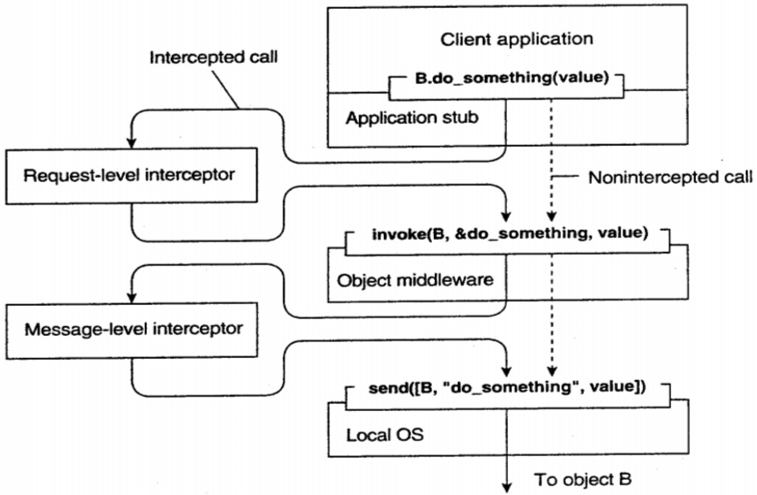 Client application
Intercepted call
B.do_something(value)
Application stub
Request-level interceptor
Nonintercepted call
invoke(B, &do_something, value)
Object middleware
Message-level interceptor
send([B, "do_something", value])
Local OS
To object B